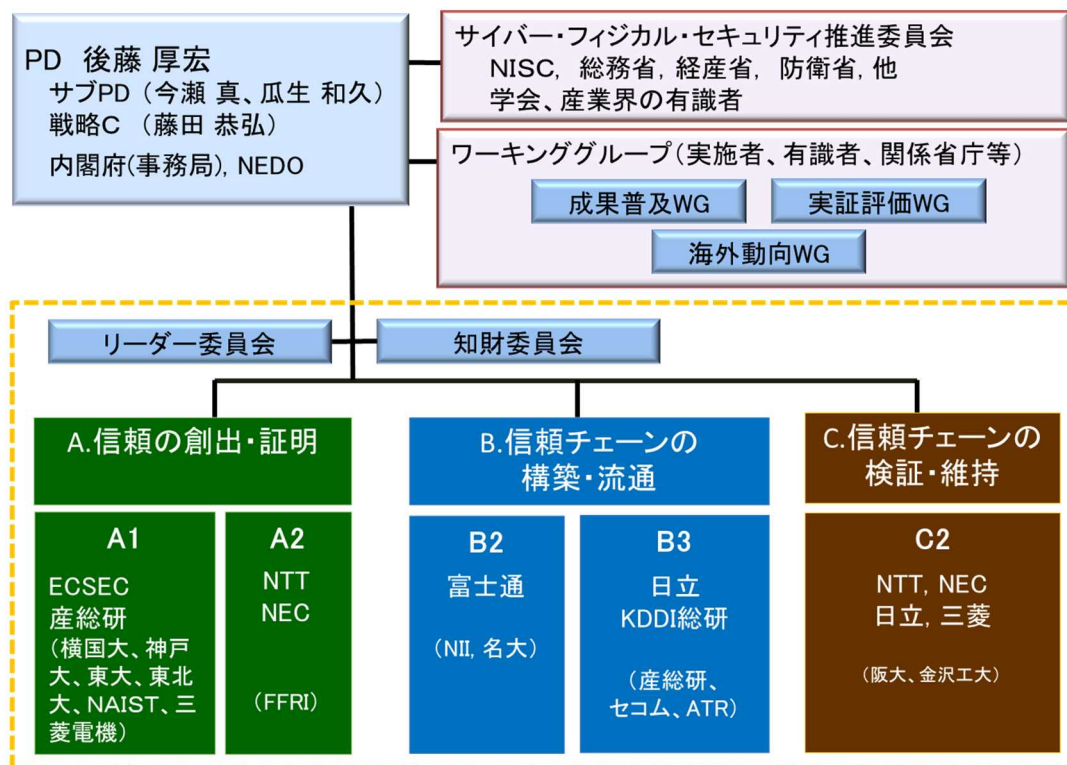 PD 後藤 厚宏
サブPD (今瀬 真、瓜生 和久)
戦略C (藤田 恭弘)
内閣府(事務局), NEDO
サイバー・フィジカル・セキュリティ推進委員会
NISC, 総務省, 経産省, 防衛省, 他
学会、産業界の有識者
ワーキンググループ(実施者、有識者、関係省庁等)
成果普及WG
実証評価WG
海外動向WG
リーダー委員会
知財委員会
A.信頼の創出・証明
A1
ECSEC
産総研
(横国大、神戸
大、東大、東北
大、NAIST、三
菱電機)
A2
NTT
NEC
(FFRI)
B.信頼チェーンの
構築・流通
B2
富士通
(NII, 名大)
B3
日立
KDDI総研
(産総研、
セコム、ATR)
C.信頼チェーンの
検証・維持
C2
NTT, NEC
日立, 三菱
(阪大、金沢工大)